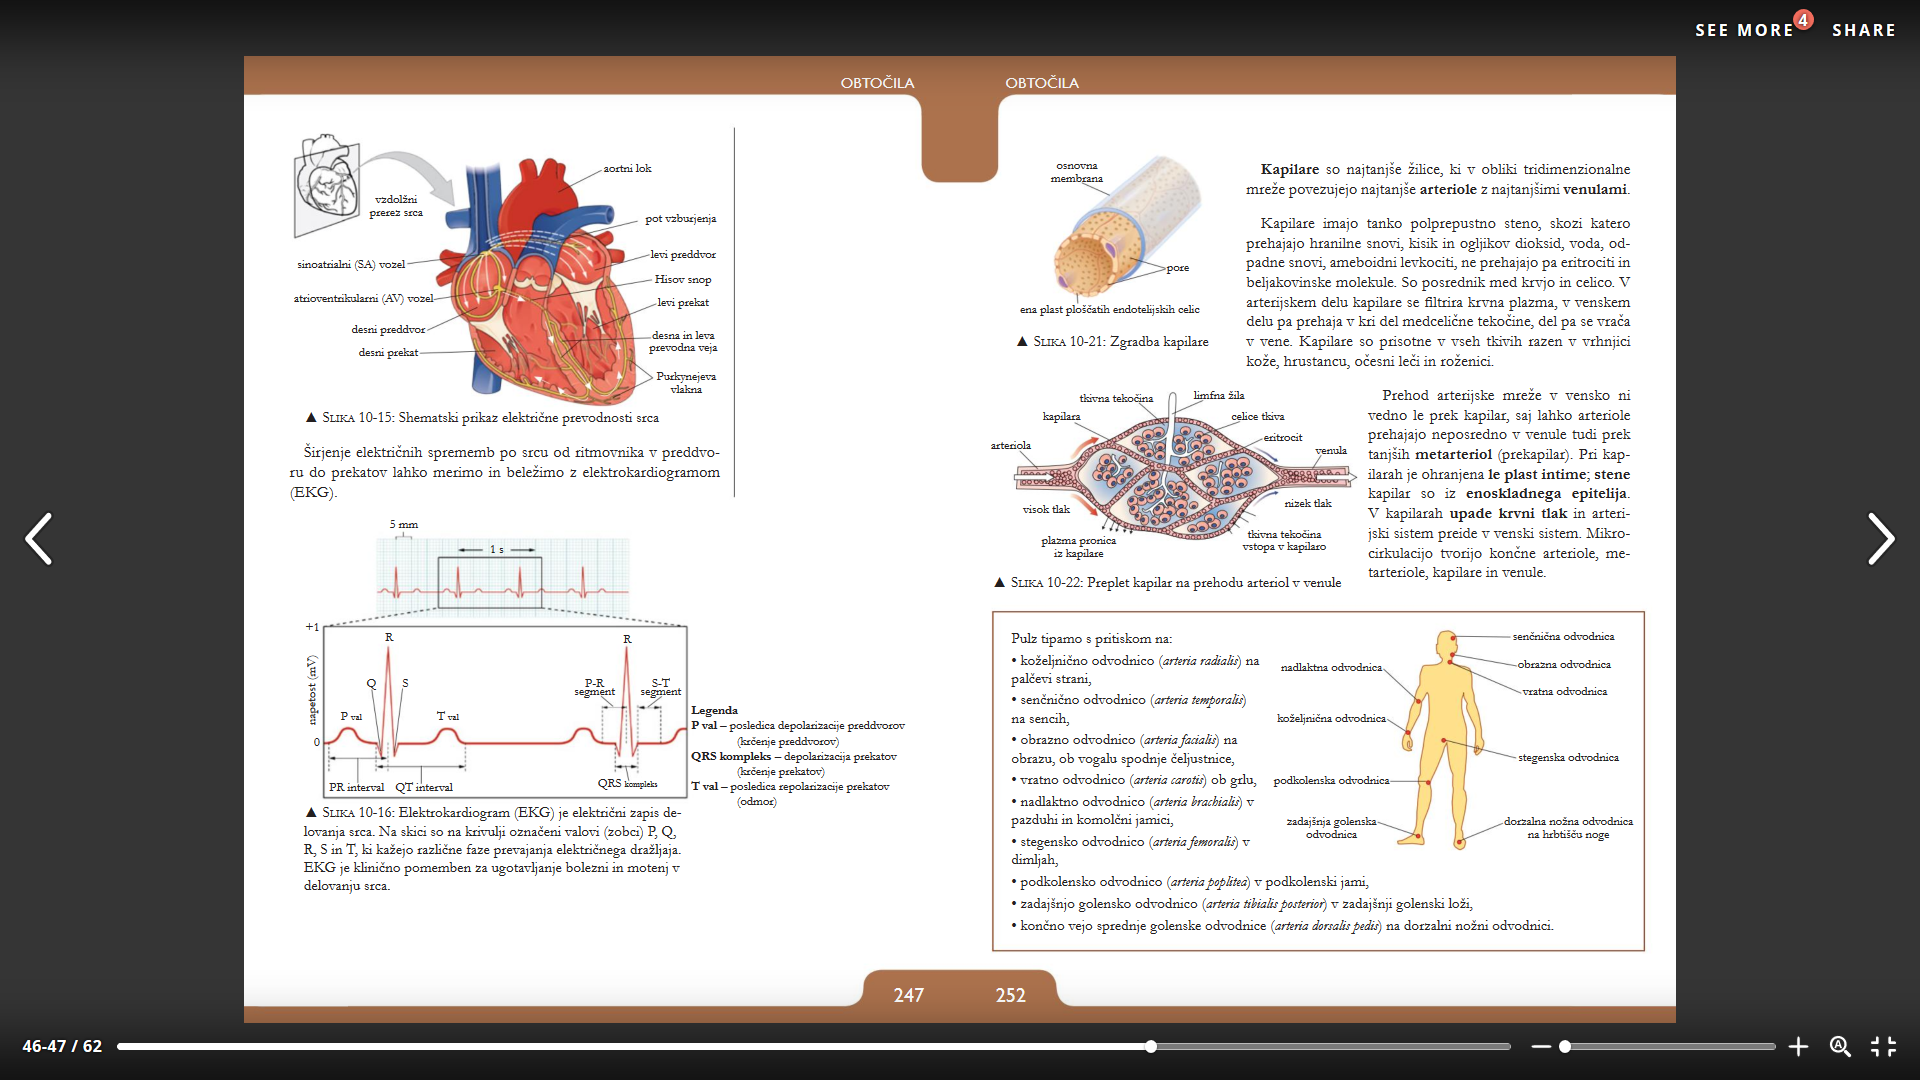 SEE MORE 4 SHARE
OBTOČILA
vzdolžni
prerez srca
aortni lok
pot vzburjenja
sinoatrialni (SA) vozel
levi preddvor
Hisov snop
atrioventrikularni (AV) vozel
levi prekat
desni preddvor
desna in leva
prevodna veja
desni prekat
Purkynejeva
vlakna
▲ SLIKA 10-15: Shematski prikaz električne prevodnosti srca
Širjenje električnih sprememb po srcu od ritmovnika v preddvo-
ru do prekatov lahko merimo in beležimo z elektrokardiogramom
(EKG).
5 mm
1 s
+1
napetost (mV)
0
R
Q
S
P val
T val
R
P-R
segment
S-T
segment
PR interval
QT interval
QRS kompleks
Legenda
P val – posledica depolarizacije preddvorov
(krčenje preddvorov)
QRS kompleks – depolarizacija prekatov
(krčenje prekatov)
T val – posledica repolarizacije prekatov
(odmor)
▲ SLIKA 10-16: Elektrokardiogram (EKG) je električni zapis de-
lovanja srca. Na skici so na krivulji označeni valovi (zobci) P, Q,
R, S in T, ki kažejo različne faze prevajanja električnega dražljaja.
EKG je klinično pomemben za ugotavljanje bolezni in motenj v
delovanju srca.
247
OBTOČILA
osnovna
membrana
pore
ena plast ploščatih endotelijskih celic
▲ SLIKA 10-21: Zgradba kapilare
Kapilare so najtanjše žilice, ki v obliki tridimenzionalne
mreže povezujejo najtanjše arteriole z najtanjšimi venulami.
Kapilare imajo tanko polprepustno steno, skozi katero
prehajajo hranilne snovi, kisik in ogljikov dioksid, voda, od-
padne snovi, ameboidni levkociti, ne prehajajo pa eritrociti in
beljakovinske molekule. So posrednik med krvjo in celico. V
arterijskem delu kapilare se filtrira krvna plazma, v venskem
delu pa prehaja v kri del medcelične tekočine, del pa se vrača
v vene. Kapilare so prisotne v vseh tkivih razen v vrhnjici
kože, hrustancu, očesni leči in roženici.
tkivna tekočina
limfna žila
kapilara
celice tkiva
arteriola
eritrocit
venula
visok tlak
nizek tlak
plazma pronica
iz kapilare
tkivna tekočina
vstopa v kapilaro
▲ SLIKA 10-22: Preplet kapilar na prehodu arteriol v venule
Prehod arterijske mreže v vensko ni
vedno le prek kapilar, saj lahko arteriole
prehajajo neposredno v venule tudi prek
tanjših metarteriol (prekapilar). Pri kap-
ilarah je ohranjena le plast intime; stene
kapilar so iz enoskladnega epitelija.
V kapilarah upade krvni tlak in arteri-
jski sistem preide v venski sistem. Mikro-
cirkulacijo tvorijo končne arteriole, me-
tarteriole, kapilare in venule.
Pulz tipamo s pritiskom na:
• koželjnično odvodnico (arteria radialis) na
palčevi strani,
• senčnično odvodnico (arteria temporalis)
na sencih,
• obrazno odvodnico (arteria facialis) na
obrazu, ob vogalu spodnje čeljustnice,
• vratno odvodnico (arteria carotis) ob grlu,
• nadlaktno odvodnico (arteria brachialis) v
pazduhi in komolčni jamici,
• stegensko odvodnico (arteria femoralis) v
dimljah,
• podkolensko odvodnico (arteria poplitea) v podkolenski jami,
• zadajšnjo golensko odvodnico (arteria tibialis posterior) v zadajšnji golenski loži,
• končno vejo sprednje golenske odvodnice (arteria dorsalis pedis) na dorzalni nožni odvodnici.
senčnična odvodnica
nadlaktna odvodnica
obrazna odvodnica
vratna odvodnica
koželjnična odvodnica
stegenska odvodnica
podkolenska odvodnica
zadajšnja golenska
odvodnica
dorzalna nožna odvodnica
na hrbtišču noge
252
46-47 / 62